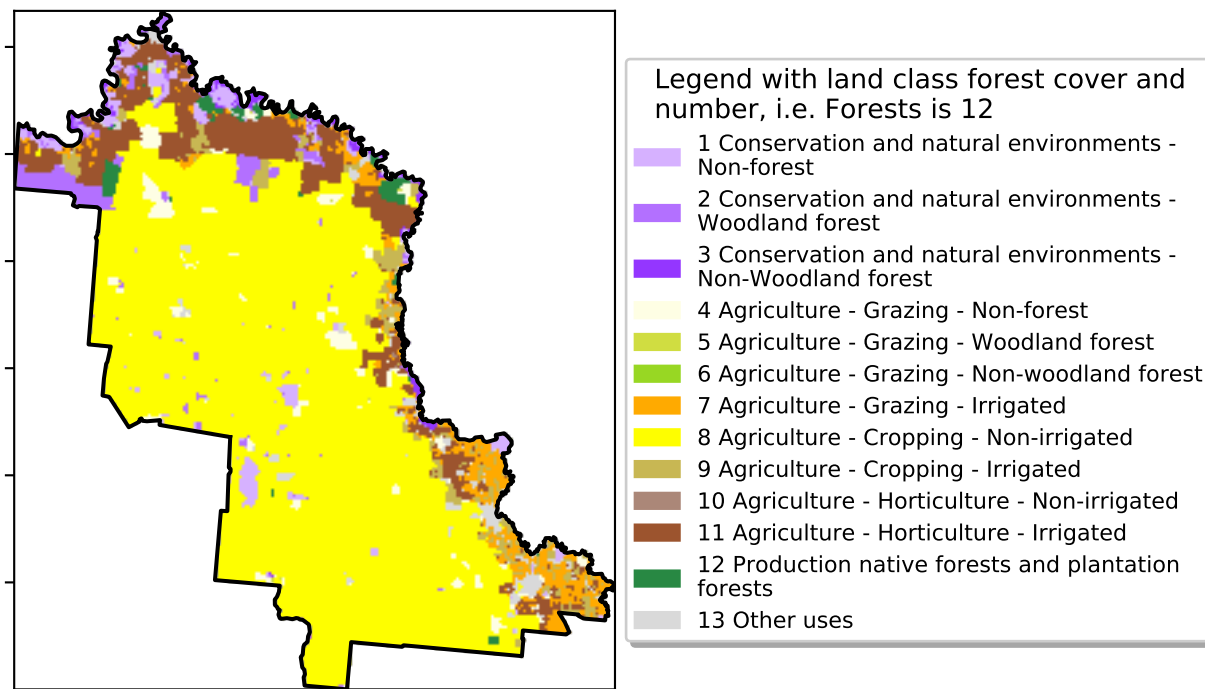 Legend with land class forest cover and
number, i.e. Forests is 12
1 Conservation and natural environments -
Non-forest
2 Conservation and natural environments -
Woodland forest
3 Conservation and natural environments -
Non-Woodland forest
4 Agriculture - Grazing - Non-forest
5 Agriculture - Grazing - Woodland forest
6 Agriculture - Grazing - Non-woodland forest
7 Agriculture - Grazing - Irrigated
8 Agriculture - Cropping - Non-irrigated
9 Agriculture - Cropping - Irrigated
10 Agriculture - Horticulture - Non-irrigated
11 Agriculture - Horticulture - Irrigated
12 Production native forests and plantation
forests
13 Other uses